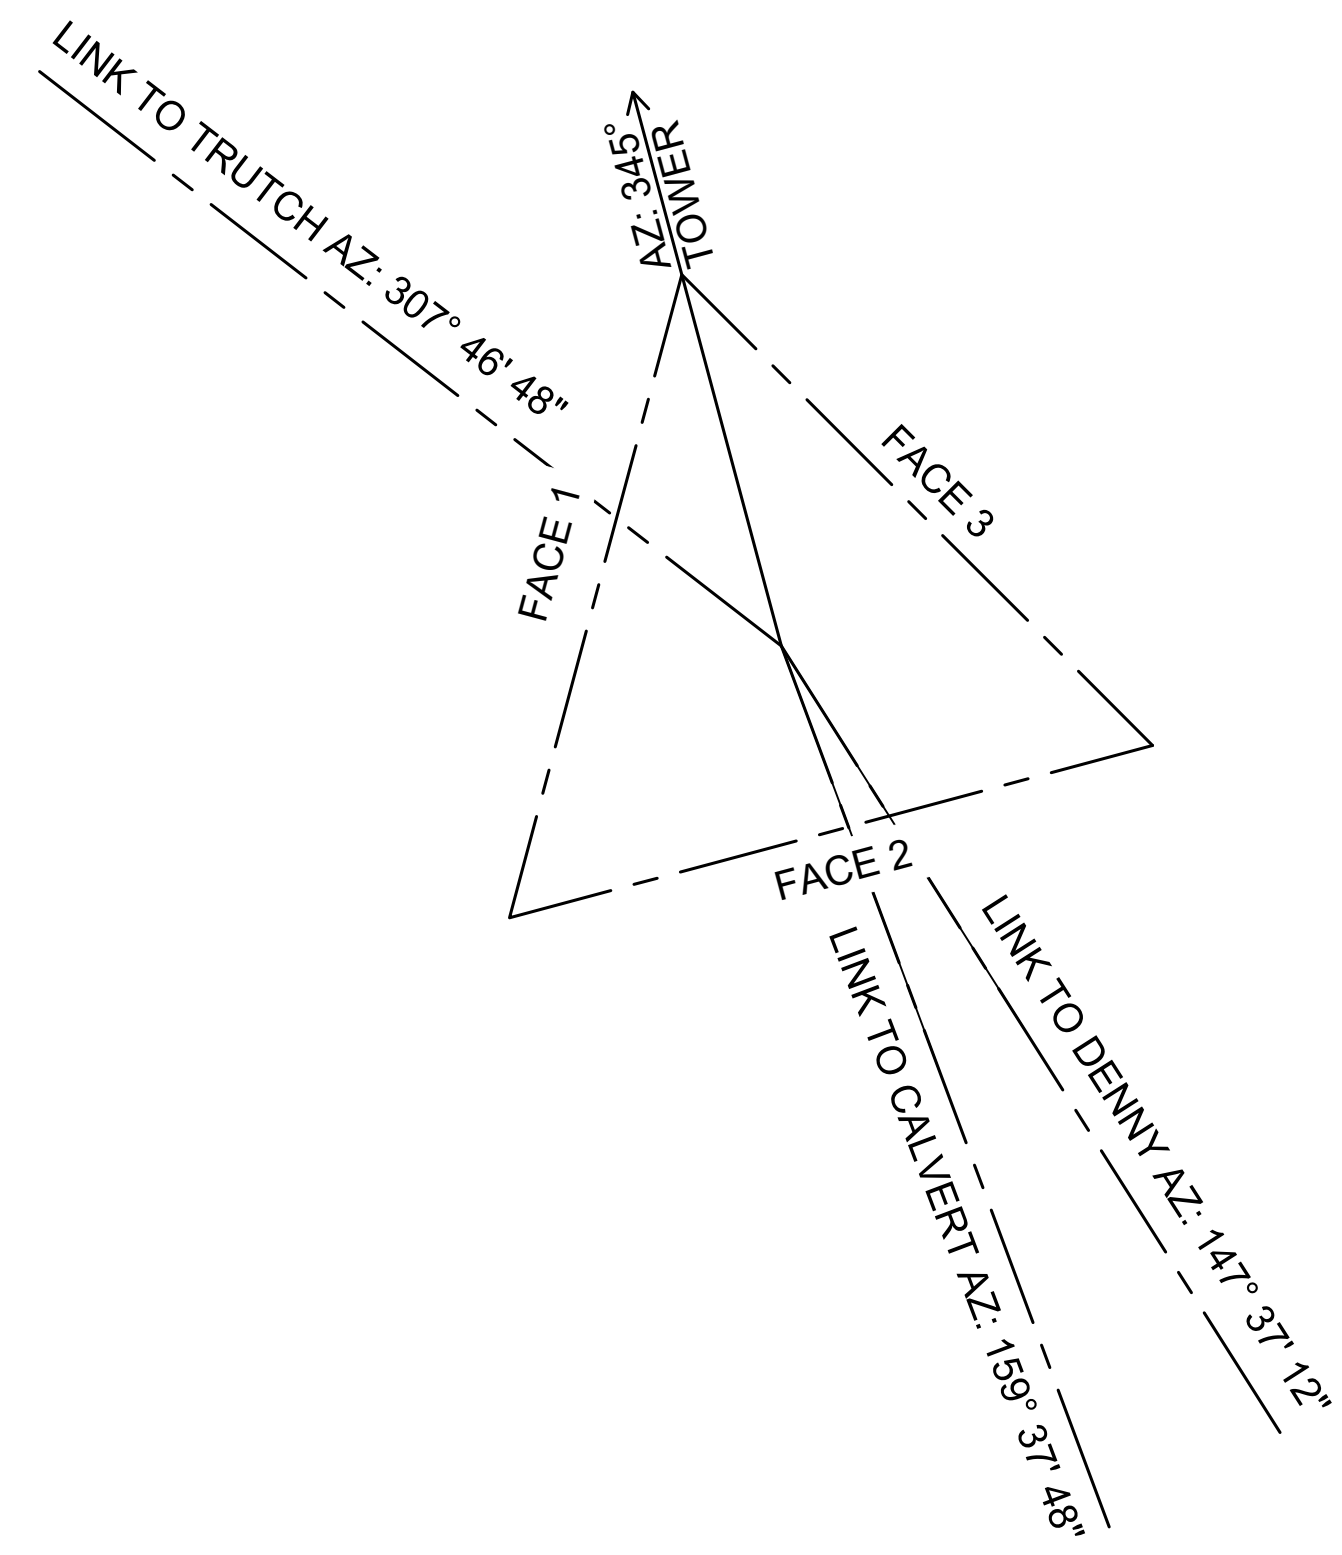 LINK TO TRUTCH AZ: 307° 46' 48"
AZ: 345°
TOWER
FACE 1
FACE 3
FACE 2
LINK TO CALVERT AZ: 159° 37' 48"
LINK TO DENNY AZ: 147° 37' 12"